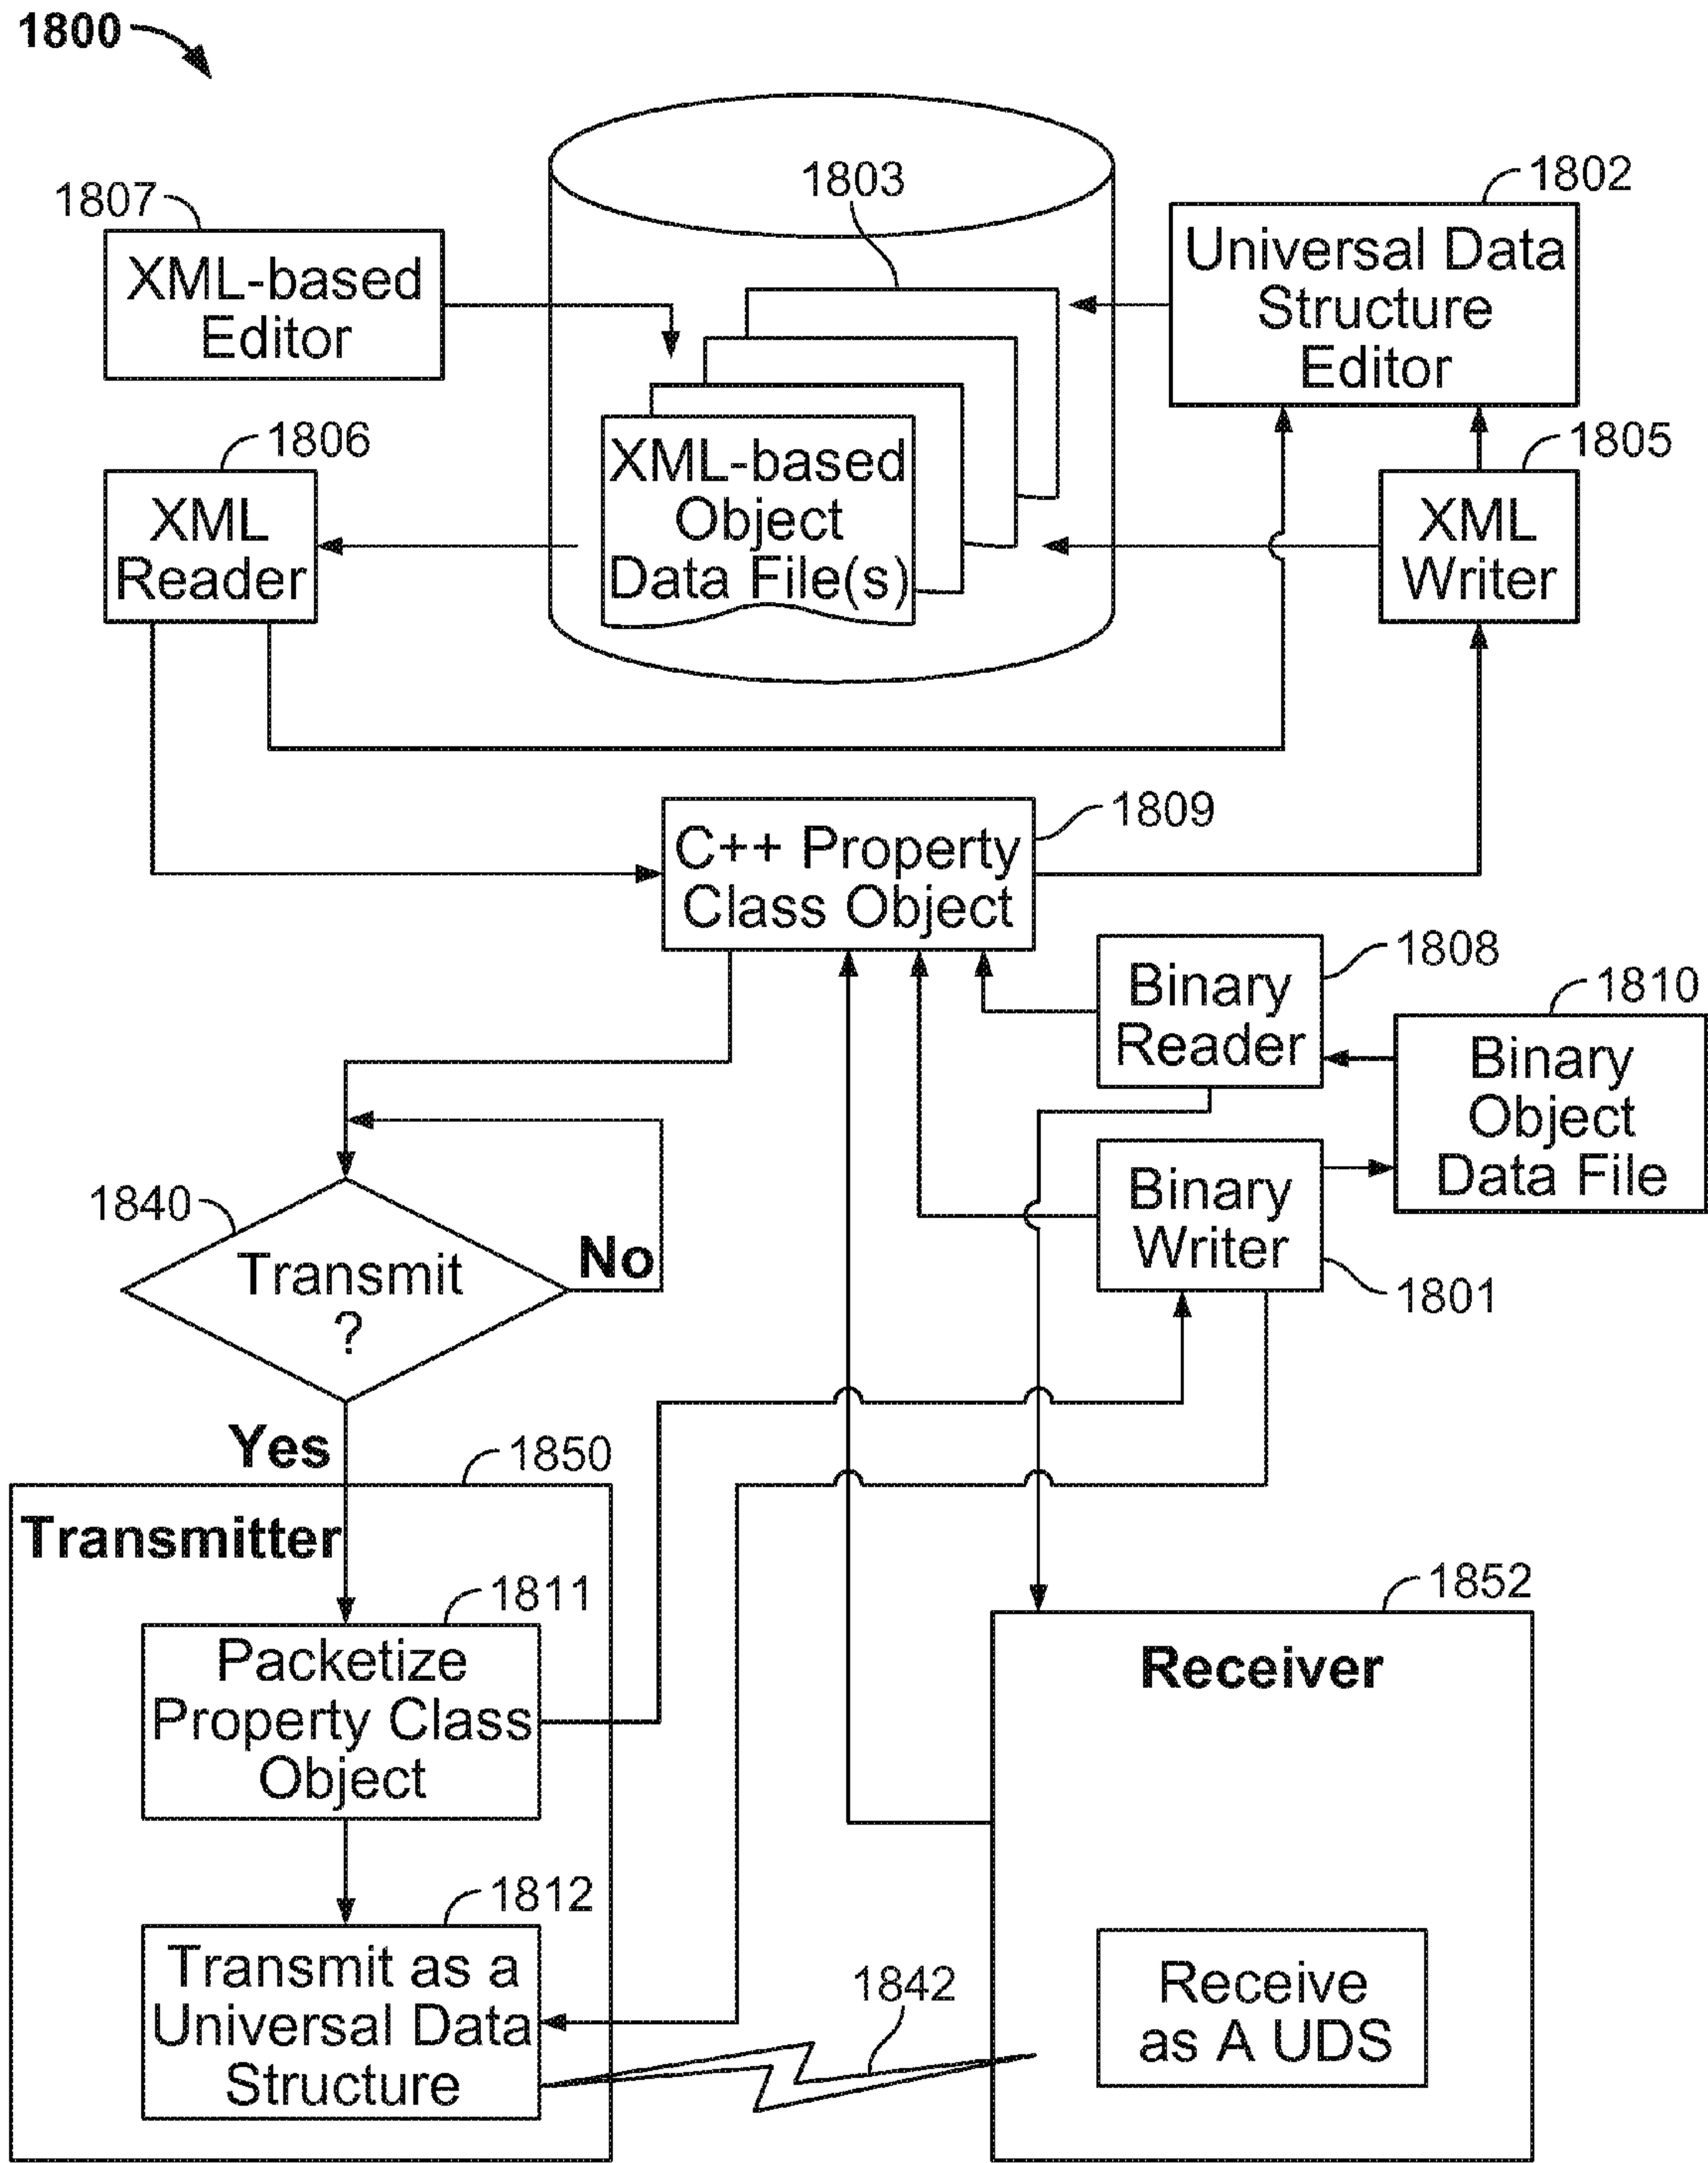 1800
1803
1807
1802
XML-based
Editor
Universal Data
Structure
Editor
1806
1805
XML
Reader
XML-based
Object
Data File(s)
XML
Writer
1809
C++ Property
Class Object
1808
1810
Binary
Reader
Binary
Object
Data File
1840
Transmit
?
No
Binary
Writer
1801
Yes
1850
Transmitter
1811
1852
Packetize
Property Class
Object
Receiver
1812
Transmit as a
Universal Data
Structure
1842
Receive
as A UDS